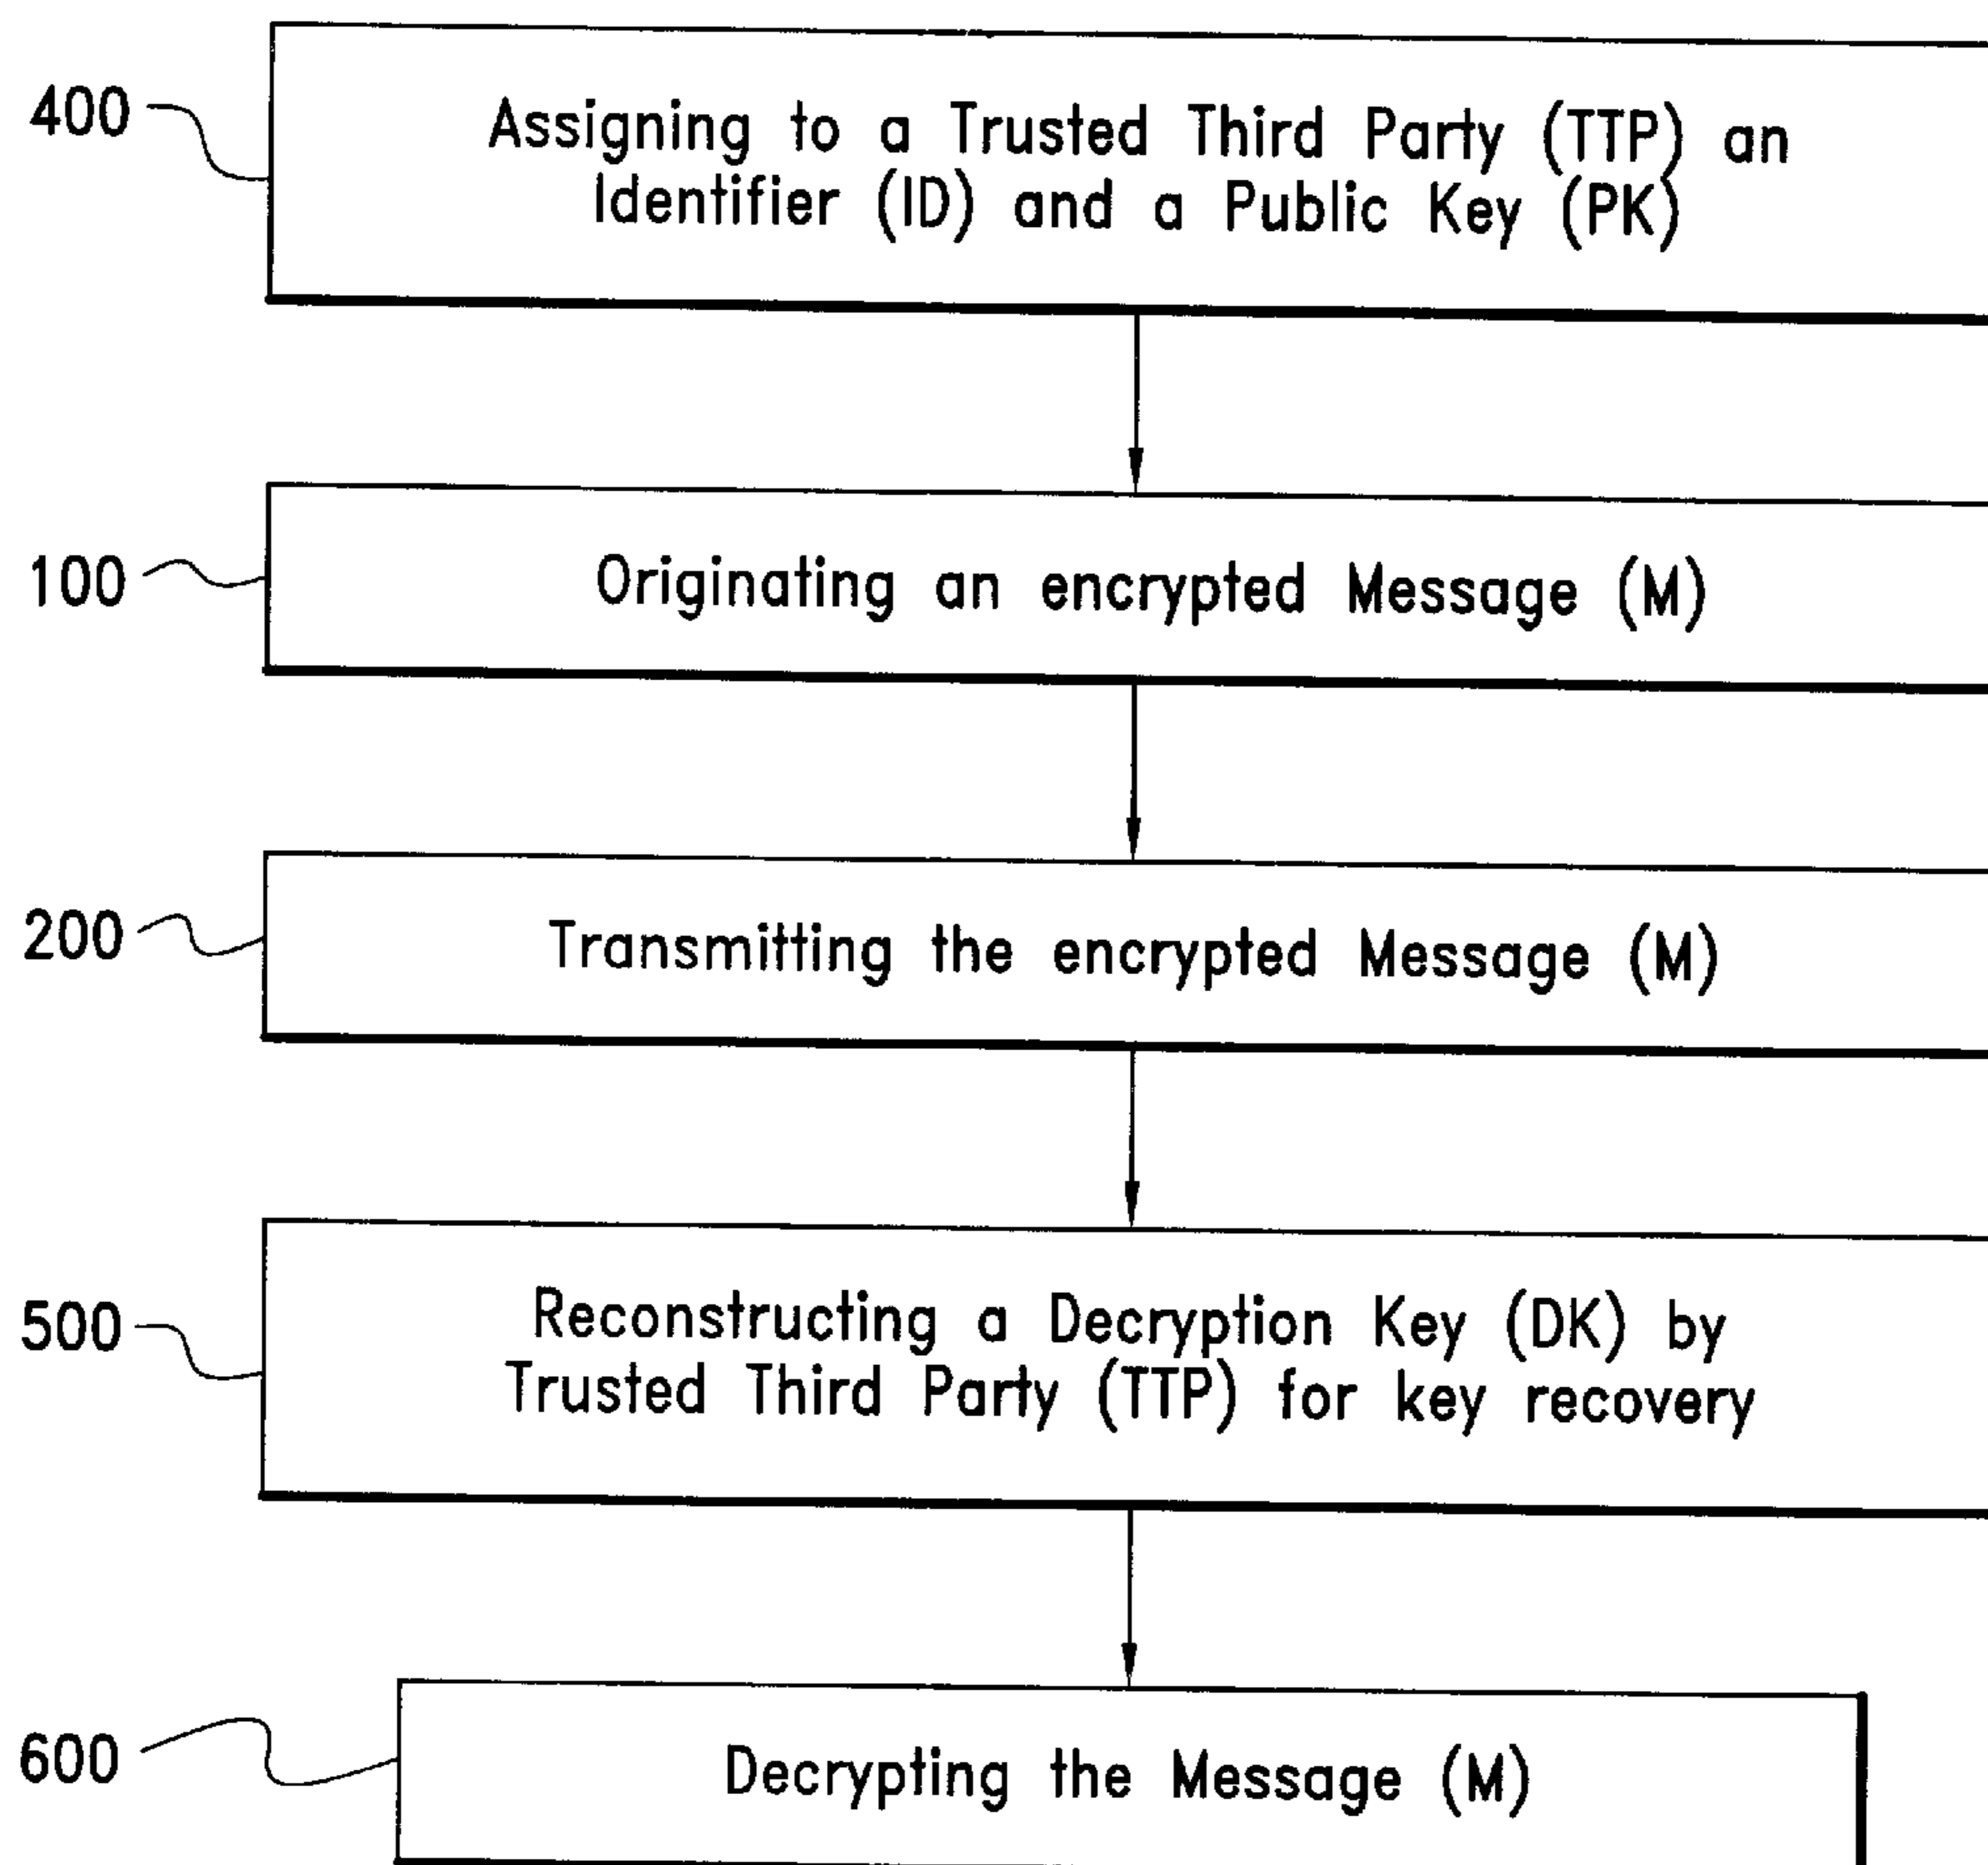 400
Assigning to a Trusted Third Party (TTP) an
Identifier (ID) and a Public Key (PK)
100
Originating an encrypted Message (M)
200
Transmitting the encrypted Message (M)
500
Reconstructing a Decryption Key (DK) by
Trusted Third Party (TTP) for key recovery
600
Decrypting the Message (M)